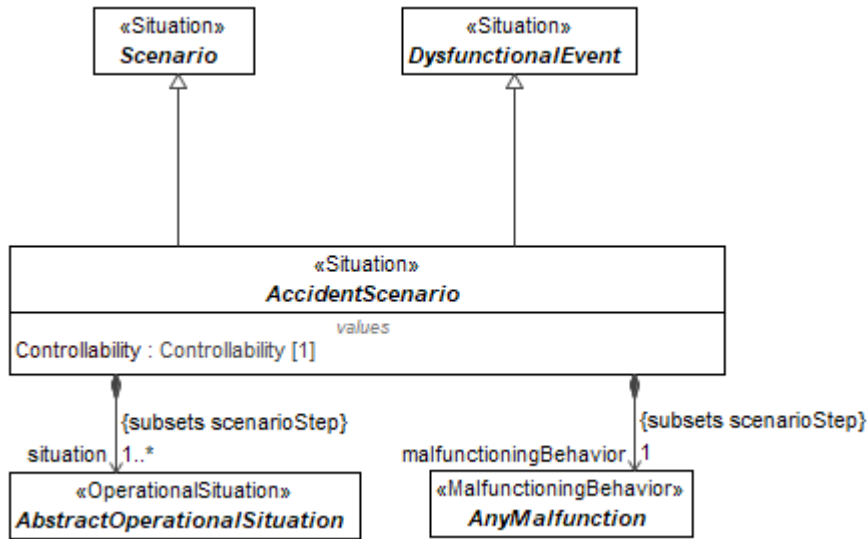 «Situation»
Scenario
«Situation»
DysfunctionalEvent
«Situation»
AccidentScenario
values
Controllability : Controllability [1]
{subsets scenarioStep}
situation 1..*
{subsets scenarioStep}
malfunctioningBehavior 1
«OperationalSituation»
AbstractOperationalSituation
«MalfunctioningBehavior»
AnyMalfunction